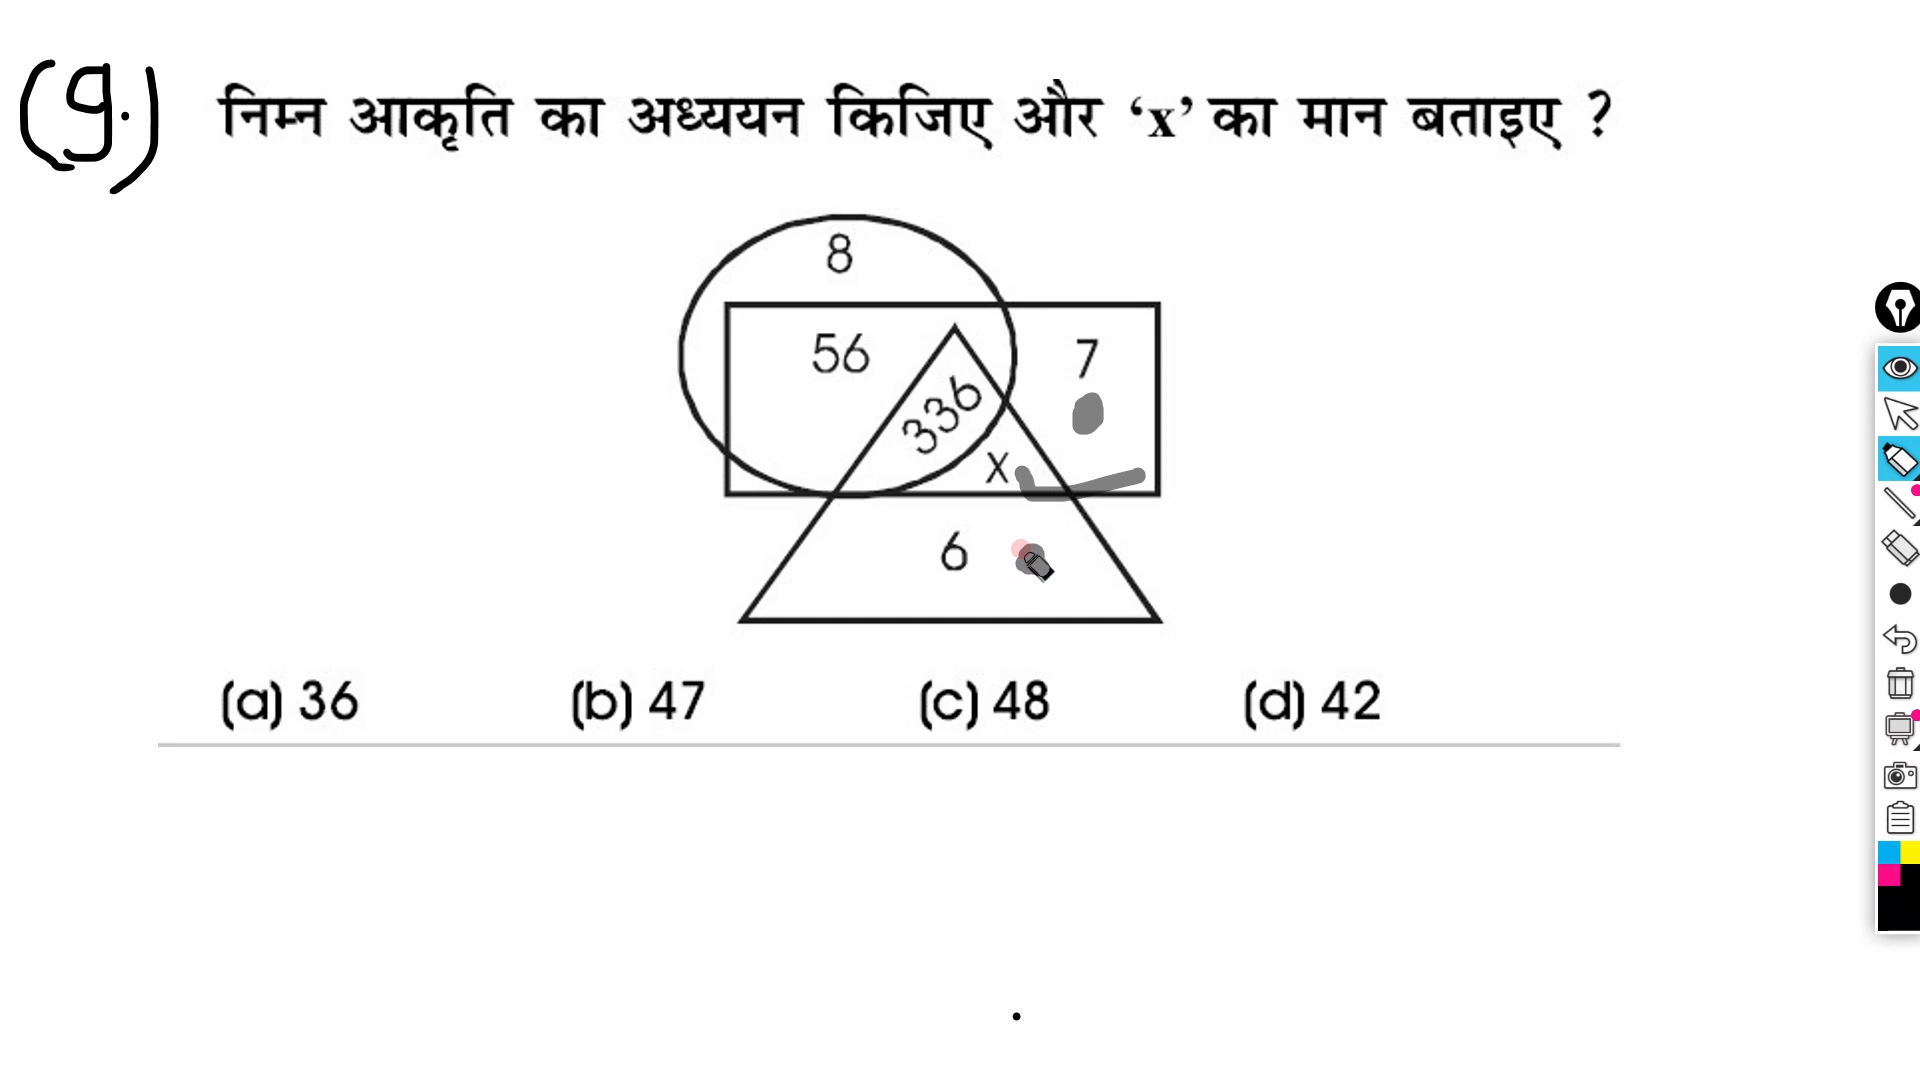 (9.) निम्न आकृति का अध्ययन किजिए और ‘x’ का मान बताइए ?
8
56
7
336
X
6
(a) 36 (b) 47 (c) 48 (d) 42